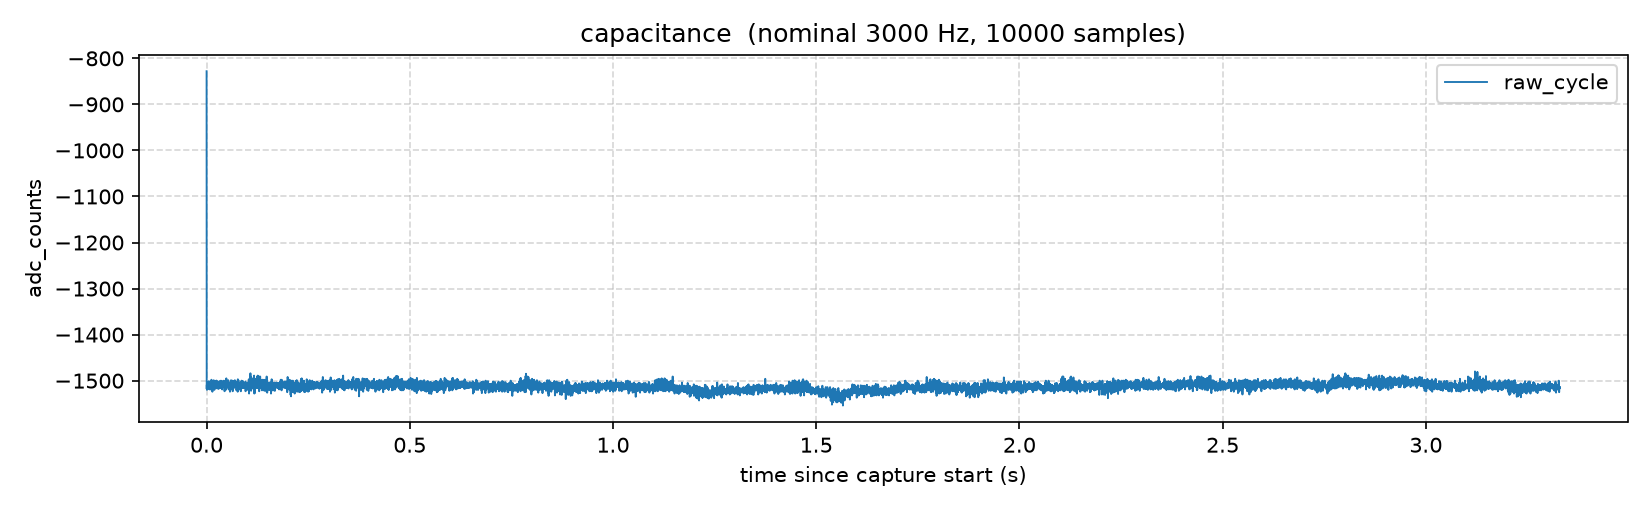 capacitance  (nominal 3000 Hz, 10000 samples)
raw_cycle
adc_counts
−800
−900
−1000
−1100
−1200
−1300
−1400
−1500
0.0 0.5 1.0 1.5 2.0 2.5 3.0
time since capture start (s)